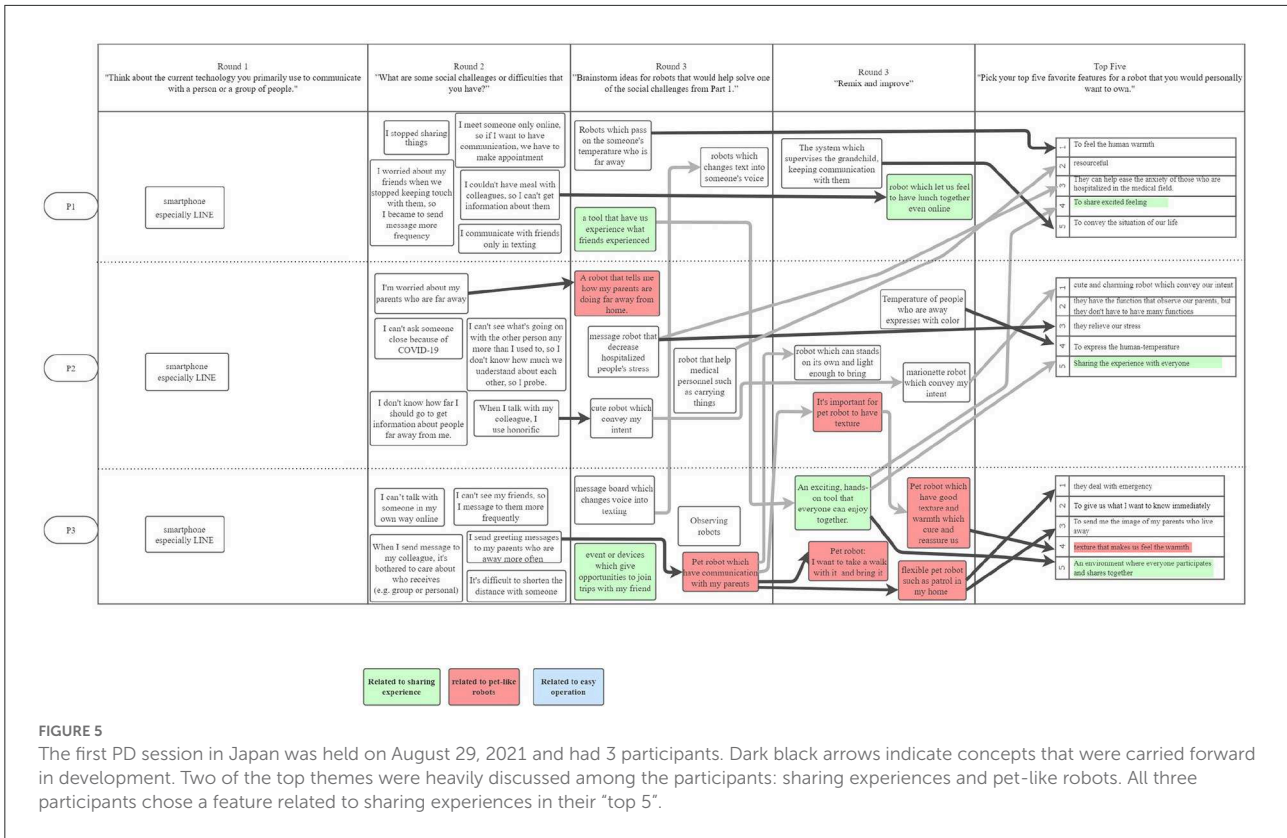 Round 1
"Think about the current technology you primarily use to communicate
with a person or a group of people."
Round 2
"What are some social challenges or difficulties that
you have?"
Round 3
"Brainstorm ideas for robots that would help solve one
of the social challenges from Part 1."
Round 3
"Remix and improve"
Top Five
"Pick your top five favorite features for a robot that you would personally
want to own."
P1
smartphone
especially LINE
I stopped sharing
things
I meet someone only online,
so if I want to have
communication, we have to
make appointment
I worried about my
friends when we
stopped keeping touch
with them, so
I became to send
message more
frequency
I couldn't have meal with
colleagues, so I can't get
information about them
I communicate with friends
only in texting
Robots which pass
on the someone's
temperature who is
far away
robots which
changes text into
someone's voice
a tool that have us
experience what
friends experienced
The system which
supervises the grandchild,
keeping communication
with them
robot which let us feel
to have lunch together
even online
1 To feel the human warmth
2 resourceful
3 They can help ease the anxiety of those who are
hospitalized in the medical field.
4 To share excited feeling
5 To convey the situation of our life
P2
smartphone
especially LINE
I'm worried about my
parents who are far away
I can't ask someone
close because of
COVID-19
I can't see what's going on
with the other person any
more than I used to, so I
don't know how much we
understand about each
other, so I probe.
I don't know how far I
should go to get
information about people
far away from me.
When I talk with my
colleague, I
use honorific
A robot that tells me
how my parents are
doing far away from
home.
message robot that
decrease
hospitalized
people's stress
robot that help
medical
personnel such
as carrying
things
cute robot which
convey my
intent
Temperature of people
who are away
expresses with color
robot which can stands
on its own and light
enough to bring
marionette robot
which convey my
intent
It's important for
pet robot to have
texture
1 cute and charming robot which convey our intent
2 they have the function that observe our parents, but
they don't have to have many functions
3 they relieve our stress
4 To express the human-temperature
5 Sharing the experience with everyone
P3
smartphone
especially LINE
I can't talk with
someone in my
own way online
I can't see my friends, so
I message to them more
frequently
When I send message to
my colleague, it's
bothered to care about
who receives
(e.g. group or personal)
I send greeting messages
to my parents who are
away more often
It's difficult to shorten the
distance with someone
message board which
changes voice into
texting
Observing
robots
event or devices
which give
opportunities to join
trips with my friend
Pet robot which
have communication
with my parents
An exciting, hands-
on tool that
everyone can enjoy
together.
Pet robot which
have good
texture and
warmth which
cure and
reassure us
Pet robot:
I want to take a walk
with it and bring it
flexible pet robot
such as patrol in
my home
1 they deal with emergency
2 To give us what I want to know immediately
3 To send me the image of my parents who live
away
4 texture that makes us feel the warmth
5 An environment where everyone participates
and shares together
Related to sharing
experience
related to pet-like
robots
Related to easy
operation
FIGURE 5
The first PD session in Japan was held on August 29, 2021 and had 3 participants. Dark black arrows indicate concepts that were carried forward
in development. Two of the top themes were heavily discussed among the participants: sharing experiences and pet-like robots. All three
participants chose a feature related to sharing experiences in their "top 5".